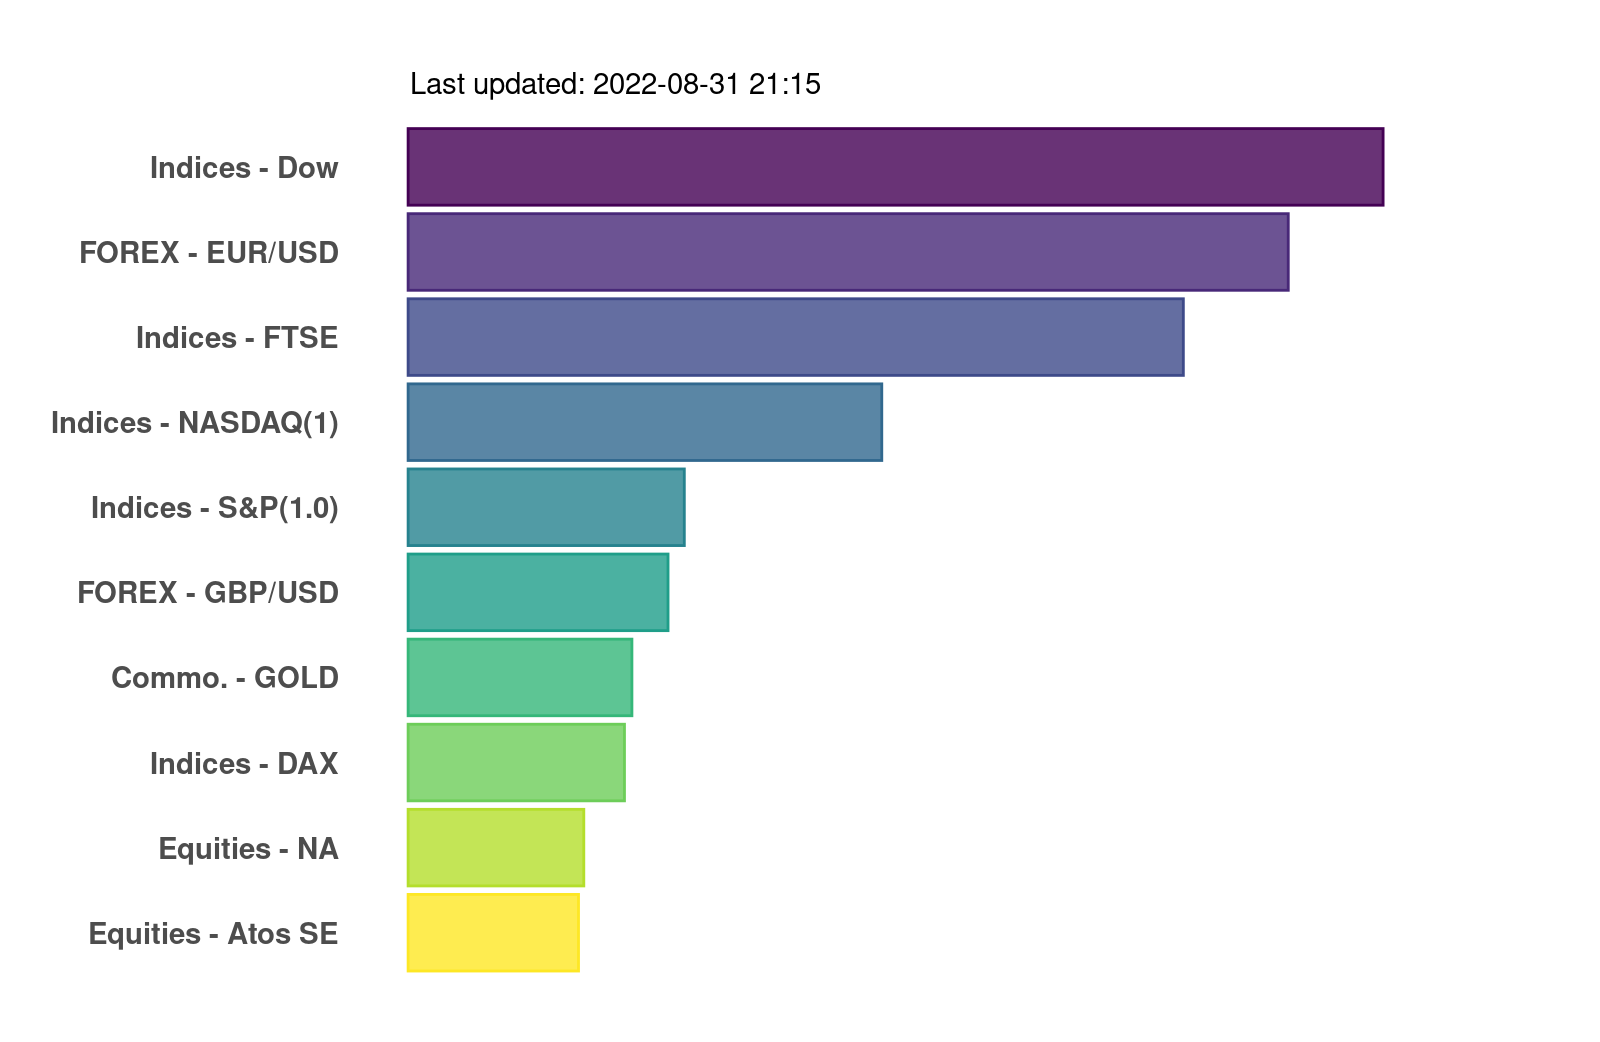 Last updated: 2022-08-31 21:15
Indices - Dow
FOREX - EUR/USD
Indices - FTSE
Indices - NASDAQ(1)
Indices - S&P(1.0)
FOREX - GBP/USD
Commo. - GOLD
Indices - DAX
Equities - NA
Equities - Atos SE